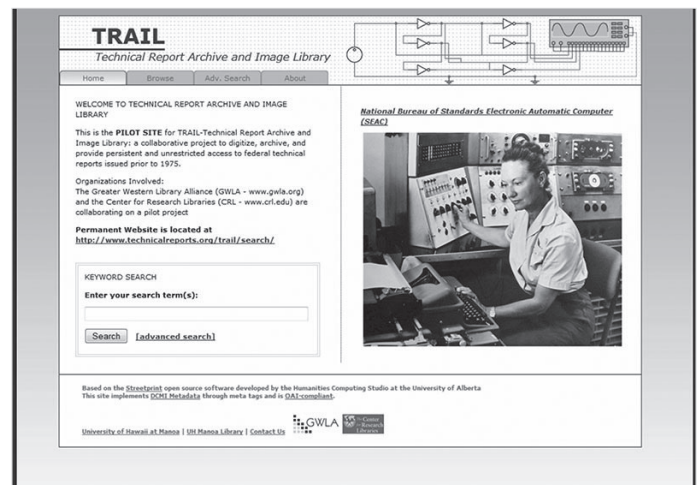 TRAIL
Technical Report Archive and Image Library
Home Browse Adv. Search About
WELCOME TO TECHNICAL REPORT ARCHIVE AND IMAGE
LIBRARY
This is the PILOT SITE for TRAIL-Technical Report Archive and
Image Library: a collaborative project to digitize, archive, and
provide persistent and unrestricted access to federal technical
reports issued prior to 1975.
Organizations Involved:
The Greater Western Library Alliance (GWLA - www.gwla.org)
and the Center for Research Libraries (CRL - www.crl.edu) are
collaborating on a pilot project
Permanent Website is located at
http://www.technicalreports.org/trail/search/
KEYWORD SEARCH
Enter your search term(s):
Search [advanced search]
National Bureau of Standards Electronic Automatic Computer
(SEAC)
Based on the Streetprint open source software developed by the Humanities Computing Studio at the University of Alberta
This site implements DCMI Metadata through meta tags and is OAI-compliant.
University of Hawaii at Manoa | UH Manoa Library | Contact Us
GWLA
The Center
for Research
Libraries